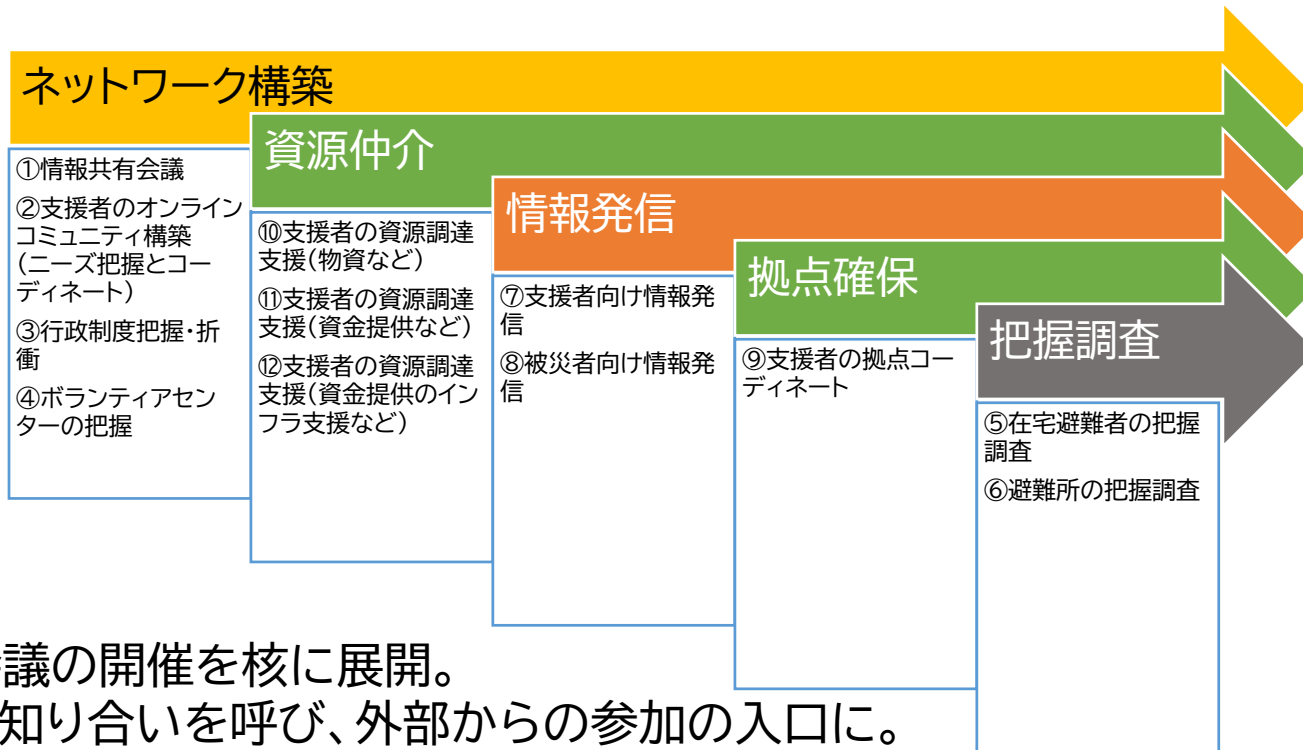 ネットワーク構築
①情報共有会議
②支援者のオンライン
コミュニティ構築
(ニーズ把握とコー
ディネート)
③行政制度把握・折
衝
④ボランティアセン
ターの把握
資源仲介
⑩支援者の資源調達
支援(物資など)
⑪支援者の資源調達
支援(資金提供など)
⑫支援者の資源調達
支援(資金提供のイン
フラ支援など)
情報発信
⑦支援者向け情報発
信
⑧被災者向け情報発
信
拠点確保
⑨支援者の拠点コー
ディネート
把握調査
⑤在宅避難者の把握
調査
⑥避難所の把握調査
議の開催を核に展開。
知り合いを呼び、外部からの参加の入口に。